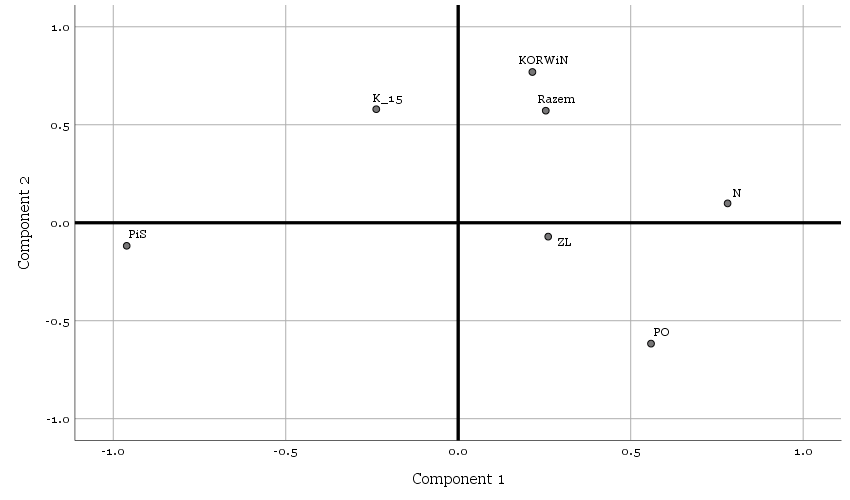 1.0
KORWiN
K_15
Razem
0.5
N
0.0
PiS
ZL
-0.5
PO
-1.0
-1.0 -0.5 0.0 0.5 1.0
Component 1
Component 2